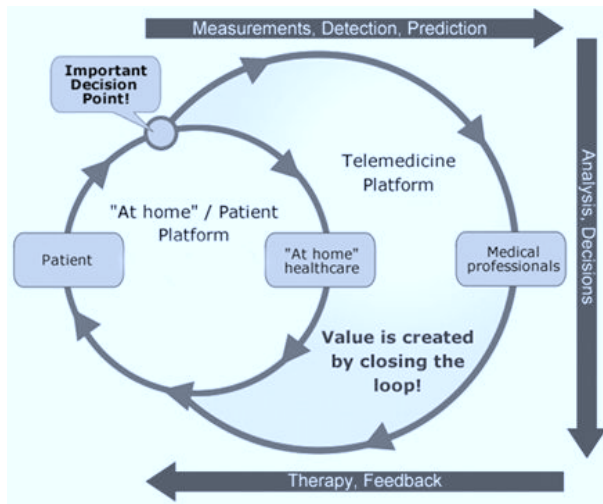 Measurements, Detection, Prediction
Important
Decision
Point!
Telemedicine
Platform
"At home" / Patient
Platform
Patient
"At home"
healthcare
Medical
professionals
Analysis, Decisions
Value is created
by closing the
loop!
Therapy, Feedback